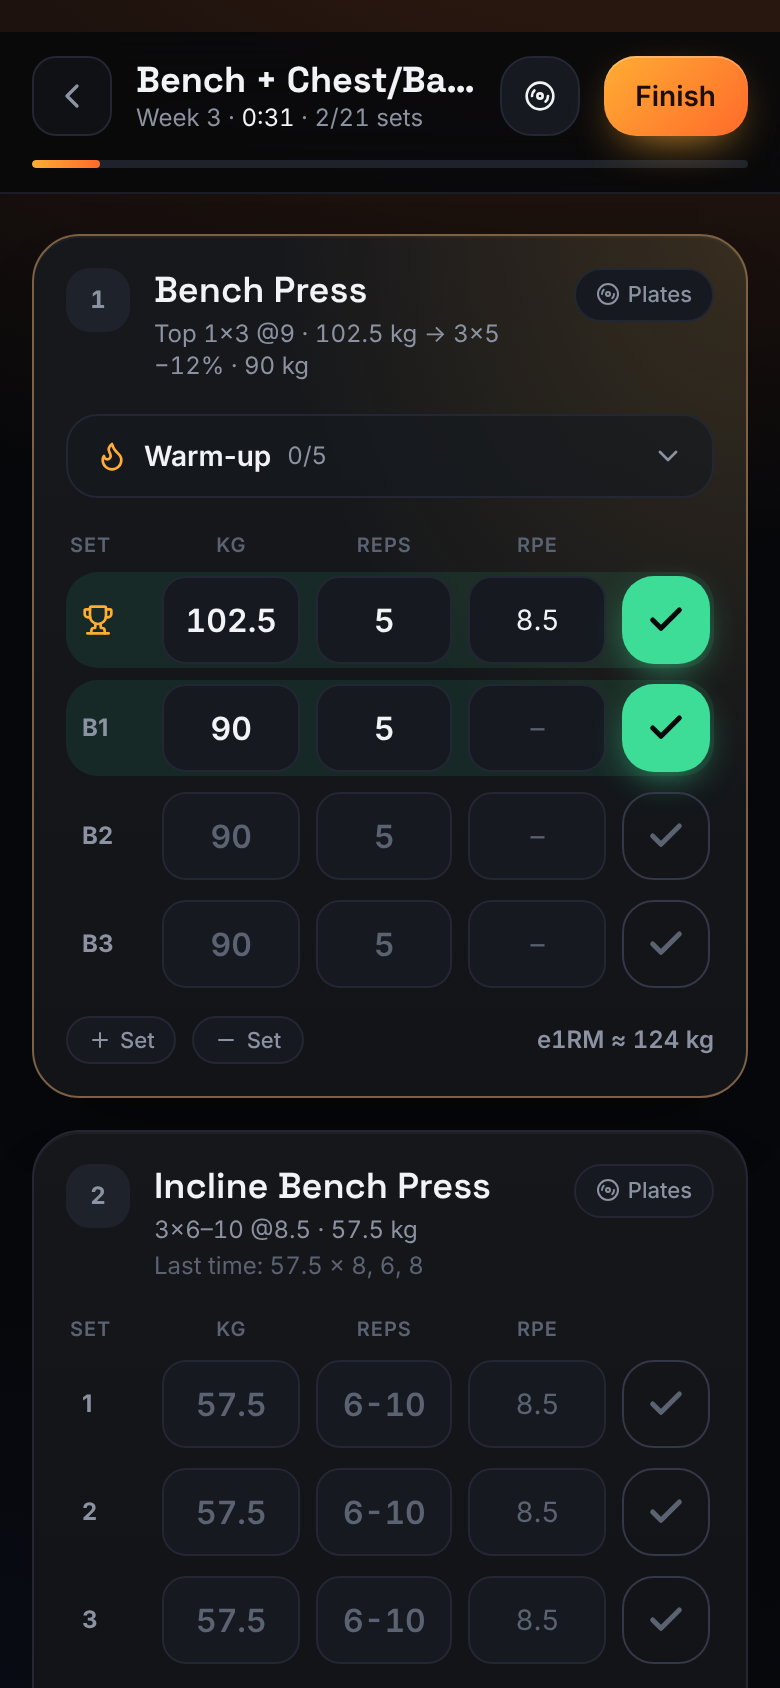 Bench + Chest/Ba...
Week 3 · 0:31 · 2/21 sets
Finish
1
Bench Press
Plates
Top 1×3 @9 · 102.5 kg → 3×5
−12% · 90 kg
Warm-up 0/5
SET KG REPS RPE
102.5 5 8.5
B1 90 5 –
B2 90 5 –
B3 90 5 –
+ Set − Set e1RM ≈ 124 kg
2
Incline Bench Press
Plates
3×6–10 @8.5 · 57.5 kg
Last time: 57.5 × 8, 6, 8
SET KG REPS RPE
1 57.5 6-10 8.5
2 57.5 6-10 8.5
3 57.5 6-10 8.5